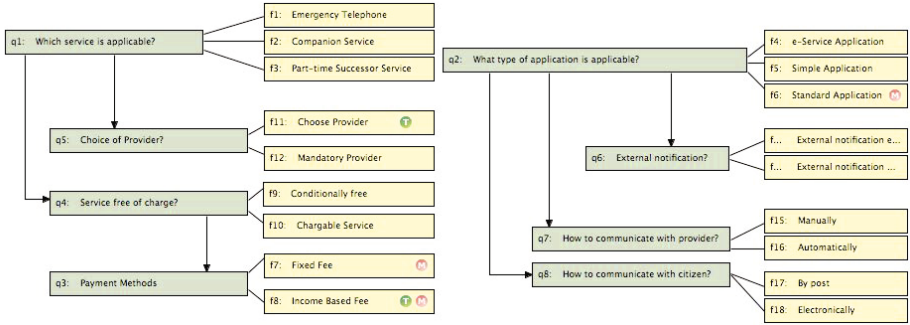 q1: Which service is applicable?
f1: Emergency Telephone
f2: Companion Service
f3: Part-time Successor Service
q5: Choice of Provider?
f11: Choose Provider T
f12: Mandatory Provider
q4: Service free of charge?
f9: Conditionally free
f10: Chargable Service
q3: Payment Methods
f7: Fixed Fee M
f8: Income Based Fee T M
q2: What type of application is applicable?
f4: e-Service Application
f5: Simple Application
f6: Standard Application M
q6: External notification?
f... External notification e...
f... External notification ...
q7: How to communicate with provider?
f15: Manually
f16: Automatically
q8: How to communicate with citizen?
f17: By post
f18: Electronically